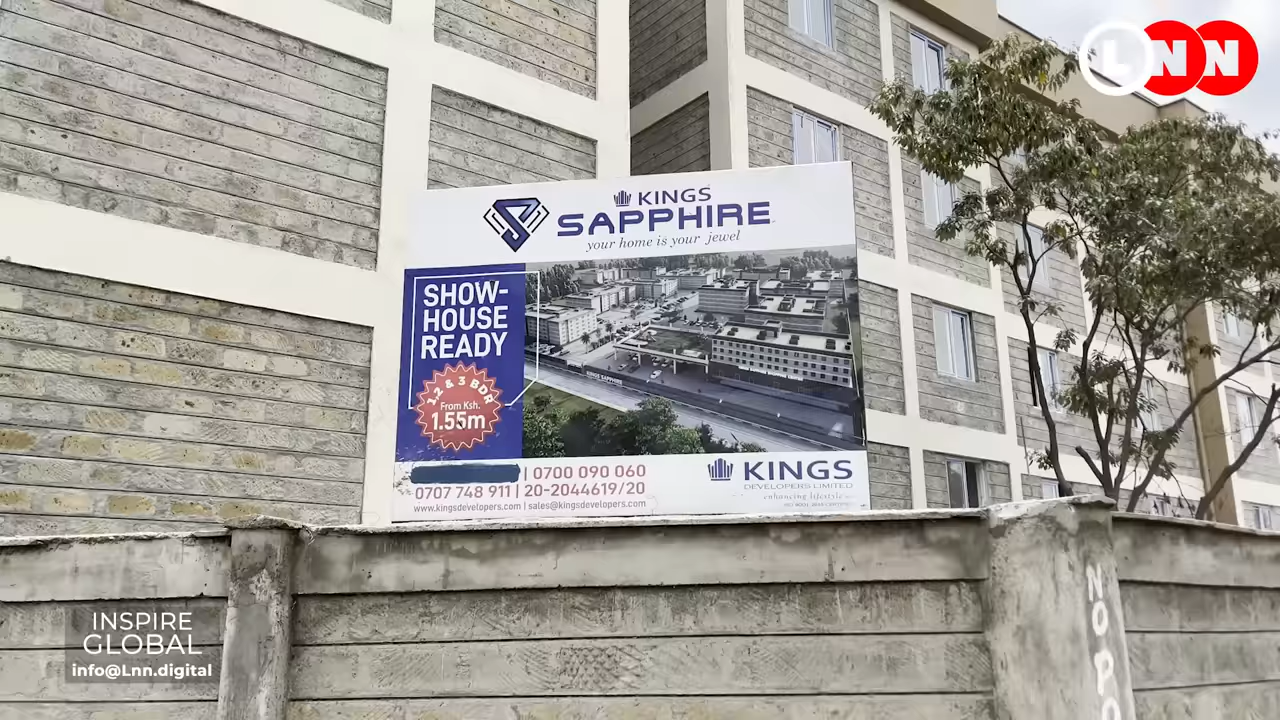 LNN
KINGS
SAPPHIRE
your home is your jewel
SHOW-
HOUSE
READY
1,2 & 3 BDR
From Ksh.
1.55m
KINGS SAPPHIRE
| 0700 090 060
0707 748 911 | 20-2044619/20
www.kingsdevelopers.com | sales@kingsdevelopers.com
KINGS
DEVELOPERS LIMITED
enhancing lifestyle
INSPIRE
GLOBAL
info@Lnn.digital
NO PO